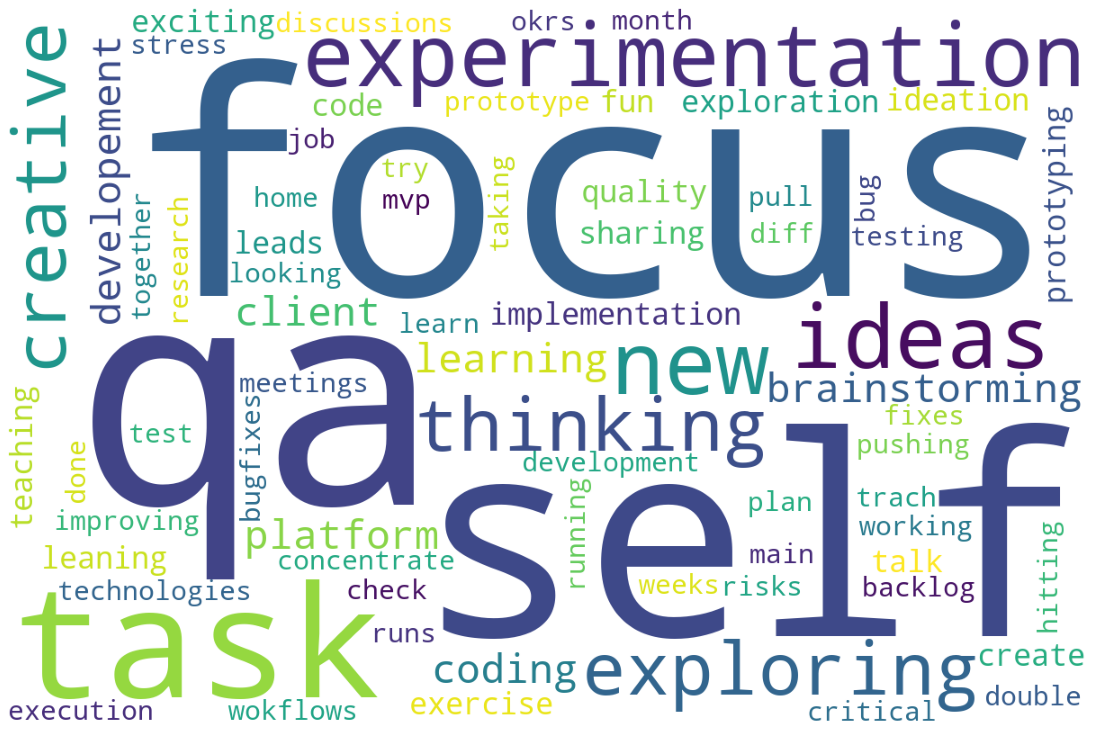 exciting
discussions
okrs
month
stress
experimentation
creative
developement
focus
code
prototype
fun
exploration
ideation
job
try
mvp
home
taking
quality
pull
bug
prototyping
together
research
leads
looking
sharing
diff
testing
client
learn
implementation
ideas
learning
new
qa
meetings
thinking
brainstorming
teaching
test
done
bugfixes
fixes
pushing
self
development
improving
platform
running
plan
trach
working
leaning
concentrate
main
talk
hitting
technologies
check
weeks
risks
backlog
task
runs
coding
exploring
create
execution
wokflows
exercise
critical
double